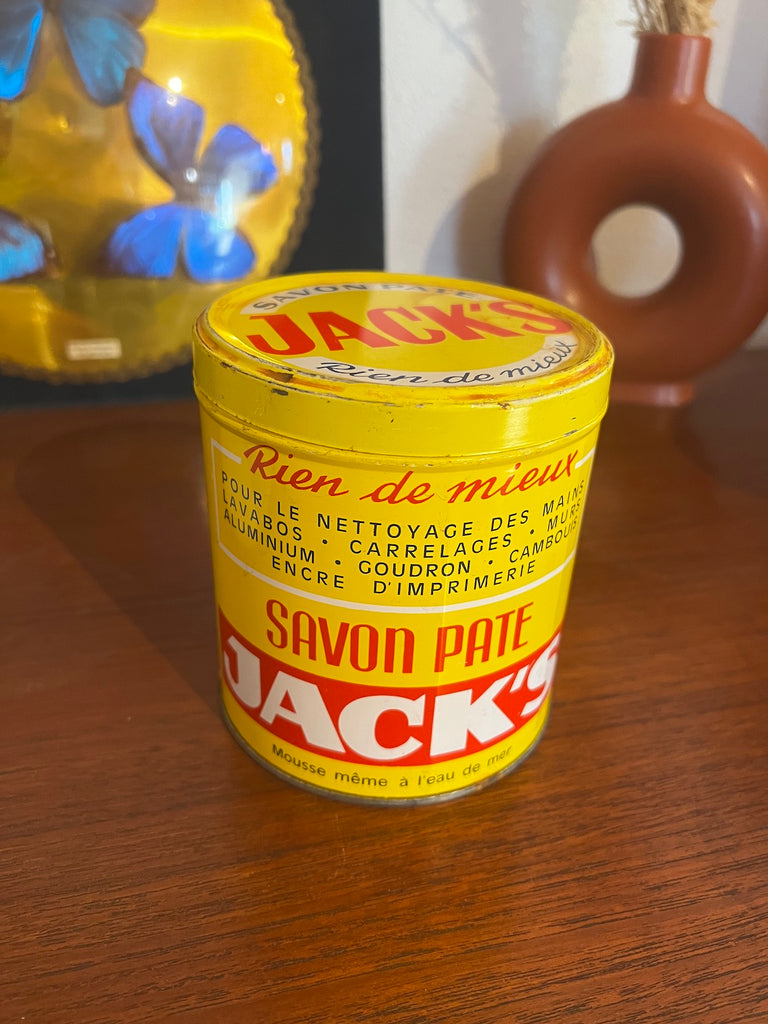 SAVON PATE
JACK'S
Rien de mieux
Rien de mieux
POUR LE NETTOYAGE DES MAINS
LAVABOS • CARRELAGES • MURS
ALUMINIUM • GOUDRON • CAMBOUIS
ENCRE D'IMPRIMERIE
SAVON PATE
JACK'S
Mousse même à l'eau de mer